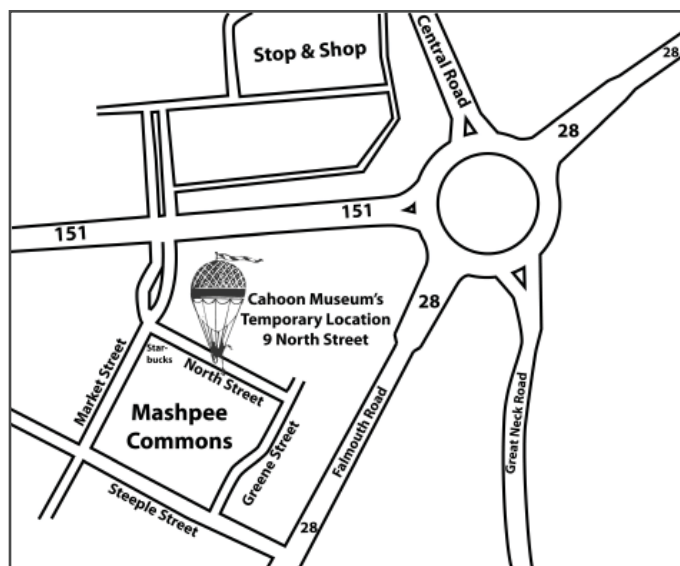 Stop & Shop
Central Road
28
28
151
151
28
Cahoon Museum's
Temporary Location
9 North Street
Star-
bucks
North Street
Market Street
Mashpee
Commons
Greene Street
Falmouth Road
Great Neck Road
Steeple Street
28